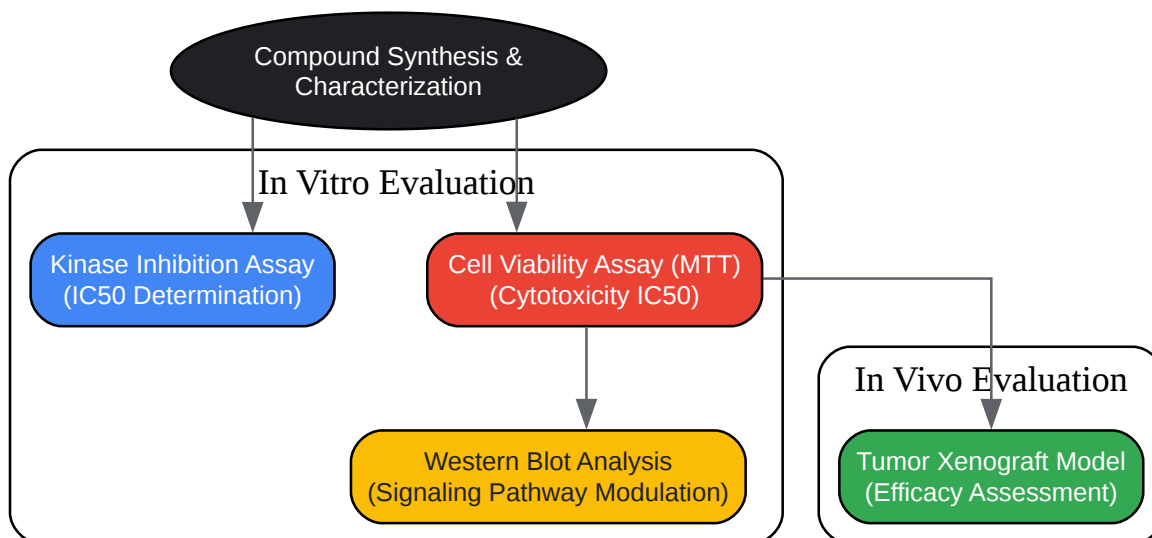 Compound Synthesis &
Characterization
In Vitro Evaluation
Kinase Inhibition Assay
(IC50 Determination)
Cell Viability Assay (MTT)
(Cytotoxicity IC50)
In Vivo Evaluation
Western Blot Analysis
(Signaling Pathway Modulation)
Tumor Xenograft Model
(Efficacy Assessment)